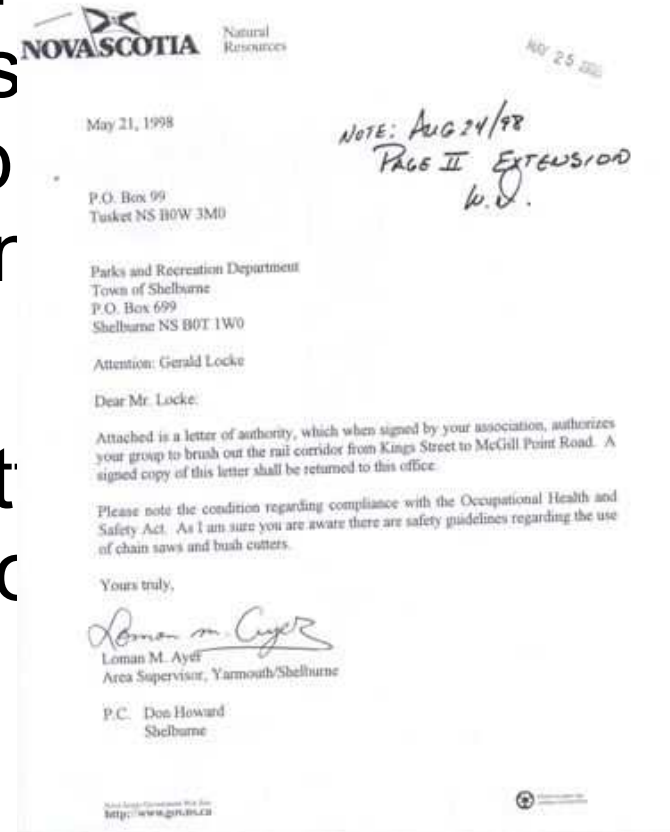 NOVA SCOTIA
Natural
Resources
MAY 25
May 21, 1998
NOTE: AUG 24/98
PAGE II EXTENSION
P.O. Box 99
Tusket NS B0W 3M0
Parks and Recreation Department
Town of Shelburne
P.O. Box 699
Shelburne NS B0T 1W0
Attention: Gerald Locke
Dear Mr. Locke:
Attached is a letter of authority, which when signed by your association, authorizes
your group to brush out the rail corridor from Kings Street to McGill Point Road. A
signed copy of this letter shall be returned to this office.
Please note the condition regarding compliance with the Occupational Health and
Safety Act. As I am sure you are aware there are safety guidelines regarding the use
of chain saws and bush cutters.
Yours truly,
Loman M. Ayer
Loman M. Ayer
Area Supervisor, Yarmouth/Shelburne
P.C. Don Howard
Shelburne
http://www.gov.ns.ca